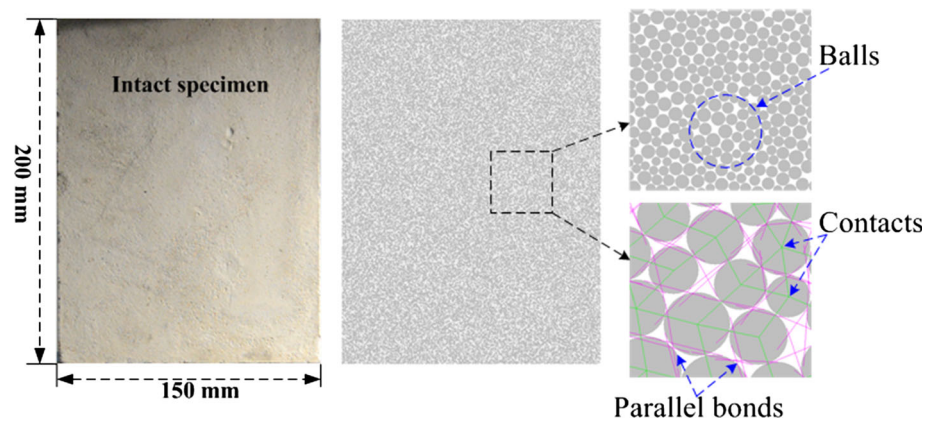 Intact specimen
200 mm
150 mm
Balls
Contacts
Parallel bonds